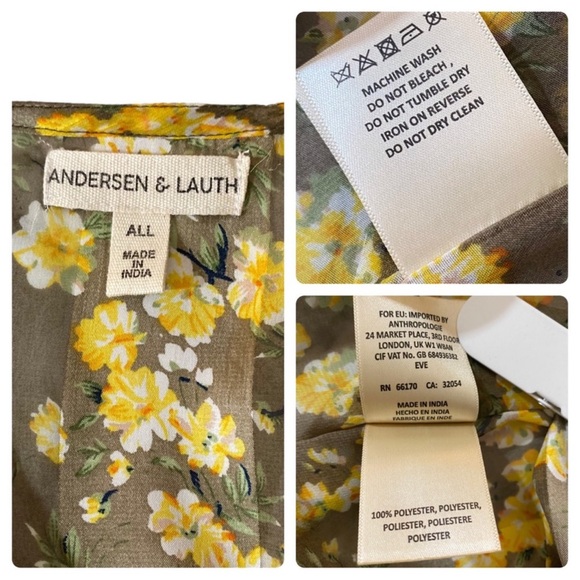 ANDERSEN & LAUTH
ALL
MADE
IN
INDIA
MACHINE WASH
DO NOT BLEACH ,
DO NOT TUMBLE DRY
IRON ON REVERSE
DO NOT DRY CLEAN
FOR EU: IMPORTED BY
ANTHROPOLOGIE
24 MARKET PLACE, 3RD FLOOR
LONDON, UK W1 W8AN
CIF VAT No. GB 684936382
EVE
RN 66170 CA: 32054
MADE IN INDIA
HECHO EN INDIA
FABRIQUE EN INDE
100% POLYESTER, POLYESTER,
POLIESTER, POLIESTERE
POLYESTER